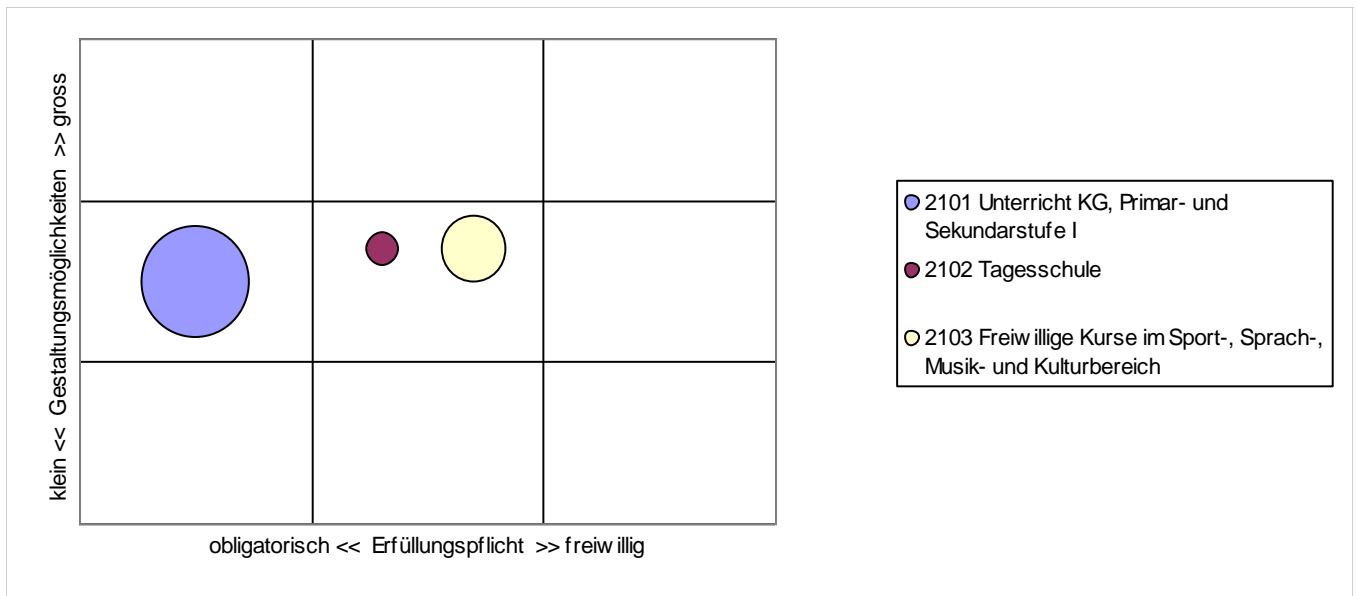 klein << Gestaltungsmöglichkeiten >> gross
obligatorisch << Erfüllungspflicht >> freiwillig
2101 Unterricht KG, Primar- und
Sekundarstufe I
2102 Tagesschule
2103 Freiwillige Kurse im Sport-, Sprach-,
Musik- und Kulturbereich